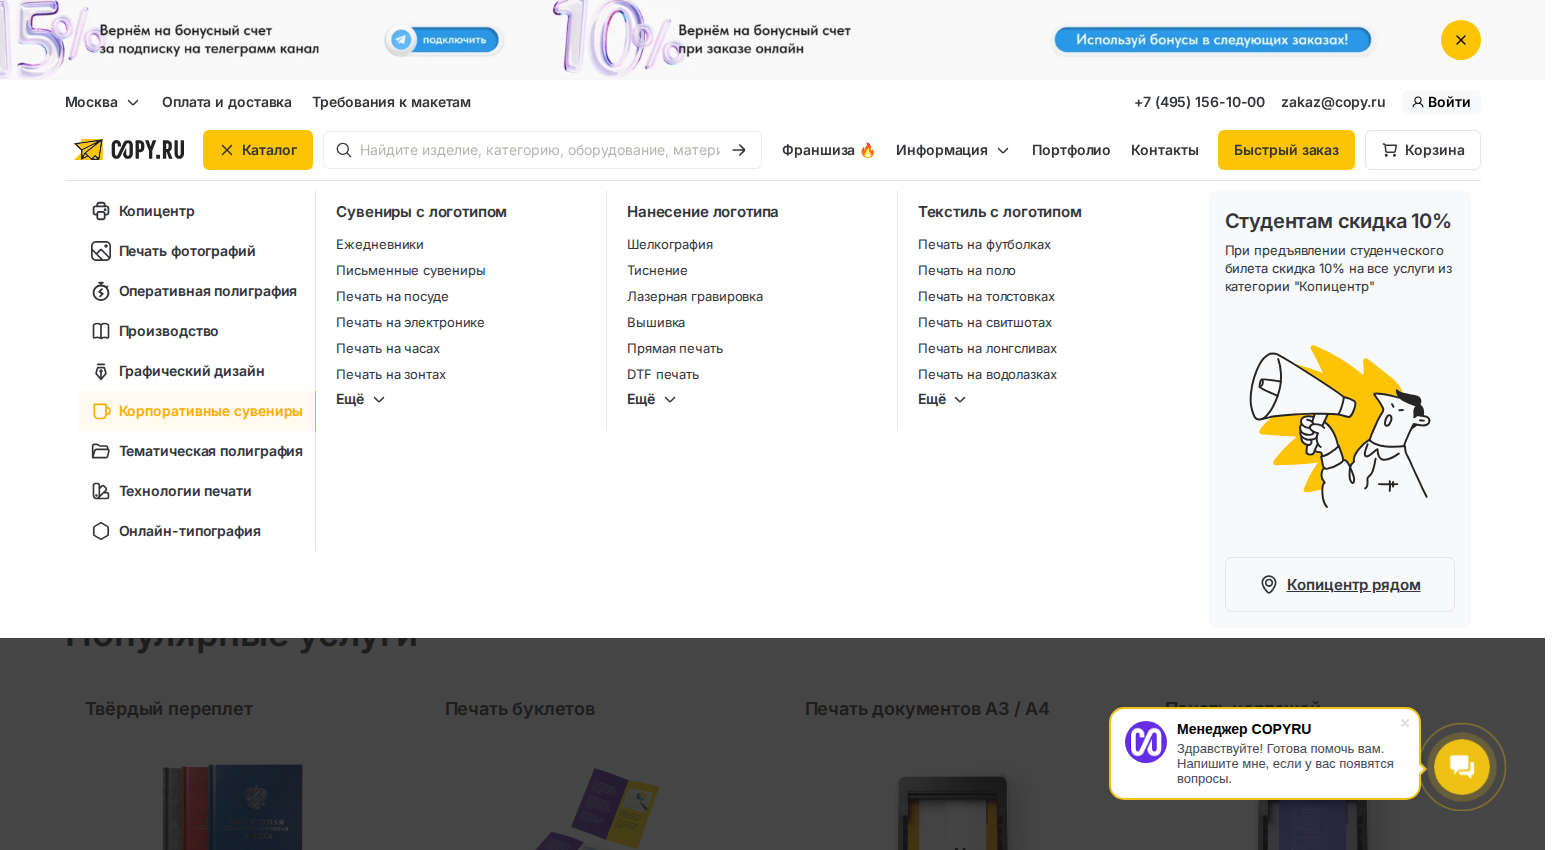 15%
Вернём на бонусный счет
за подписку на телеграмм канал
подключить
10%
Вернём на бонусный счет
при заказе онлайн
Используй бонусы в следующих заказах!
Москва
Оплата и доставка
Требования к макетам
+7 (495) 156-10-00
zakaz@copy.ru
Войти
COPY.RU
Каталог
Найдите изделие, категорию, оборудование, матери
Франшиза 🔥
Информация
Портфолио
Контакты
Быстрый заказ
Корзина
Копицентр
Печать фотографий
Оперативная полиграфия
Производство
Графический дизайн
Корпоративные сувениры
Тематическая полиграфия
Технологии печати
Онлайн-типография
Сувениры с логотипом
Ежедневники
Письменные сувениры
Печать на посуде
Печать на электронике
Печать на часах
Печать на зонтах
Ещё
Нанесение логотипа
Шелкография
Тиснение
Лазерная гравировка
Вышивка
Прямая печать
DTF печать
Ещё
Текстиль с логотипом
Печать на футболках
Печать на поло
Печать на толстовках
Печать на свитшотах
Печать на лонгсливах
Печать на водолазках
Ещё
Студентам скидка 10%
При предъявлении студенческого
билета скидка 10% на все услуги из
категории "Копицентр"
Копицентр рядом
Популярные услуги
Твёрдый переплет
Печать буклетов
Печать документов А3 / А4
Менеджер COPYRU
Здравствуйте! Готова помочь вам.
Напишите мне, если у вас появятся
вопросы.